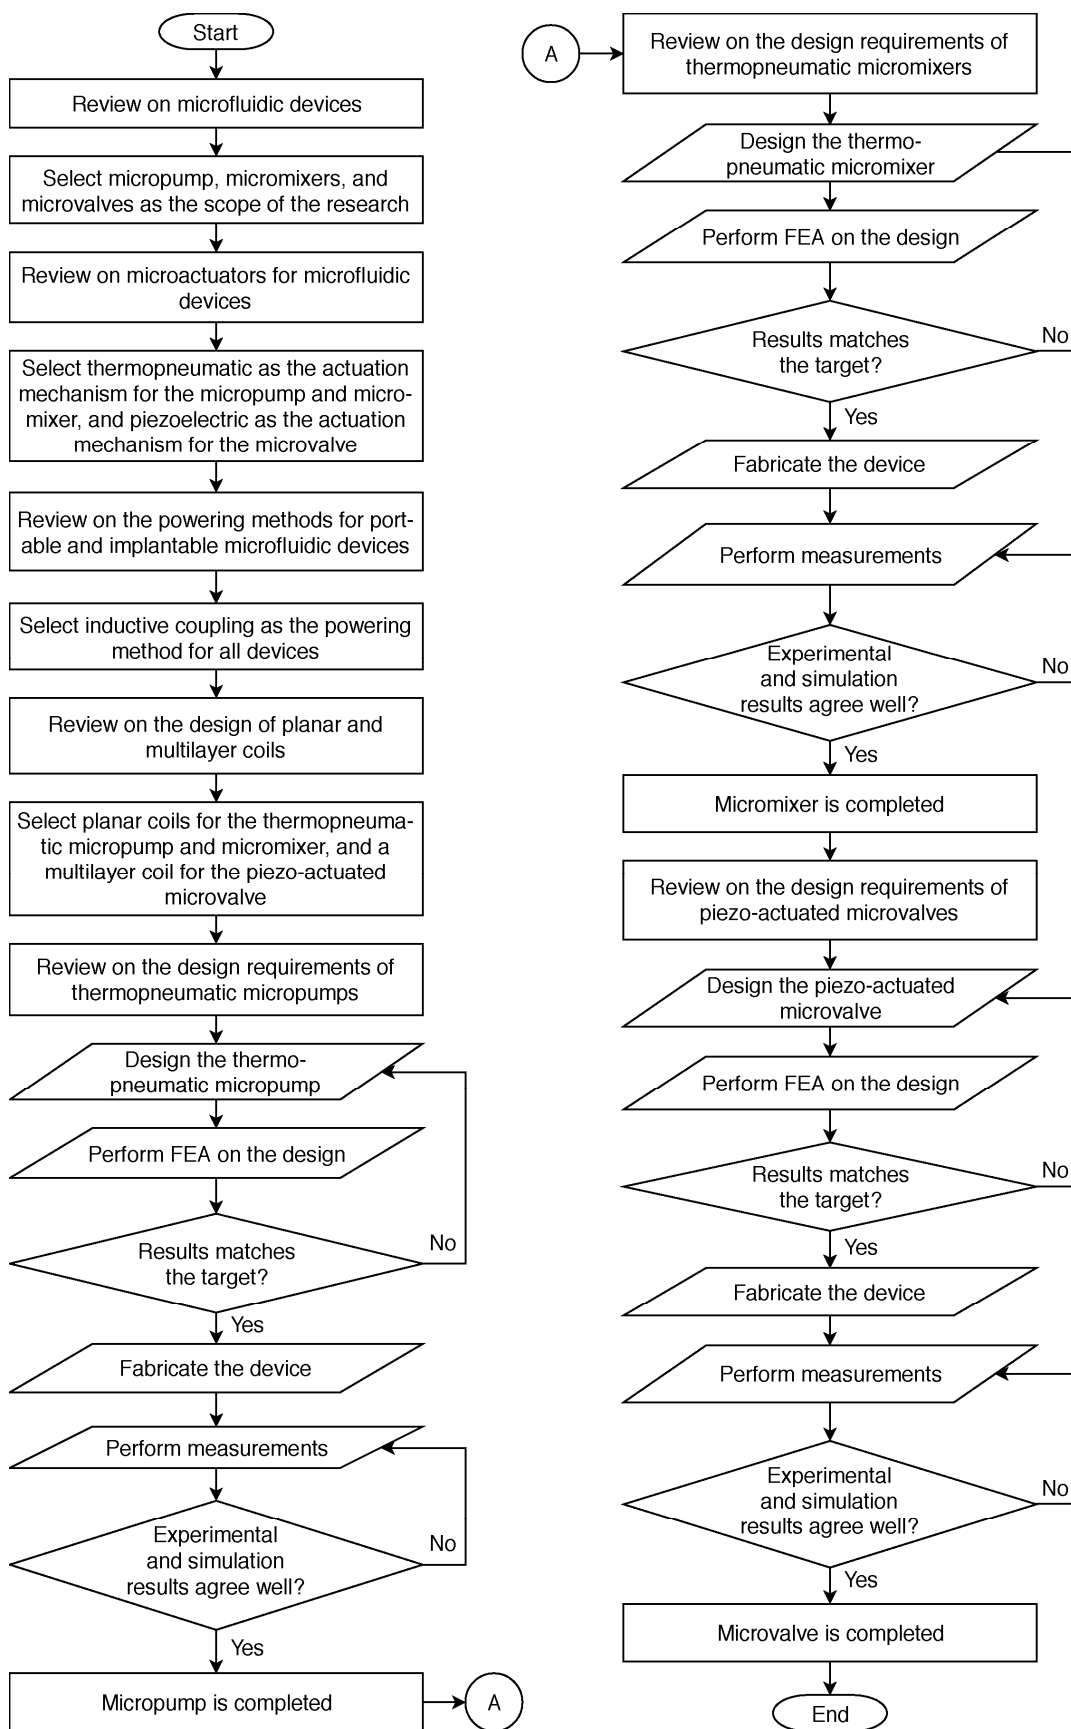 Start
Review on microfluidic devices
Select micropump, micromixers, and
microvalves as the scope of the research
Review on microactuators for microfluidic
devices
Select thermopneumatic as the actuation
mechanism for the micropump and micro-
mixer, and piezoelectric as the actuation
mechanism for the microvalve
Review on the powering methods for port-
able and implantable microfluidic devices
Select inductive coupling as the powering
method for all devices
Review on the design of planar and
multilayer coils
Select planar coils for the thermopneuma-
tic micropump and micromixer, and a
multilayer coil for the piezo-actuated
microvalve
Review on the design requirements of
thermopneumatic micropumps
Design the thermo-
pneumatic micropump
Perform FEA on the design
Results matches
the target?
No
Yes
Fabricate the device
Perform measurements
Experimental
and simulation
results agree well?
No
Yes
Micropump is completed
A
A
Review on the design requirements of
thermopneumatic micromixers
Design the thermo-
pneumatic micromixer
Perform FEA on the design
Results matches
the target?
No
Yes
Fabricate the device
Perform measurements
Experimental
and simulation
results agree well?
No
Yes
Micromixer is completed
Review on the design requirements of
piezo-actuated microvalves
Design the piezo-actuated
microvalve
Perform FEA on the design
Results matches
the target?
No
Yes
Fabricate the device
Perform measurements
Experimental
and simulation
results agree well?
No
Yes
Microvalve is completed
End